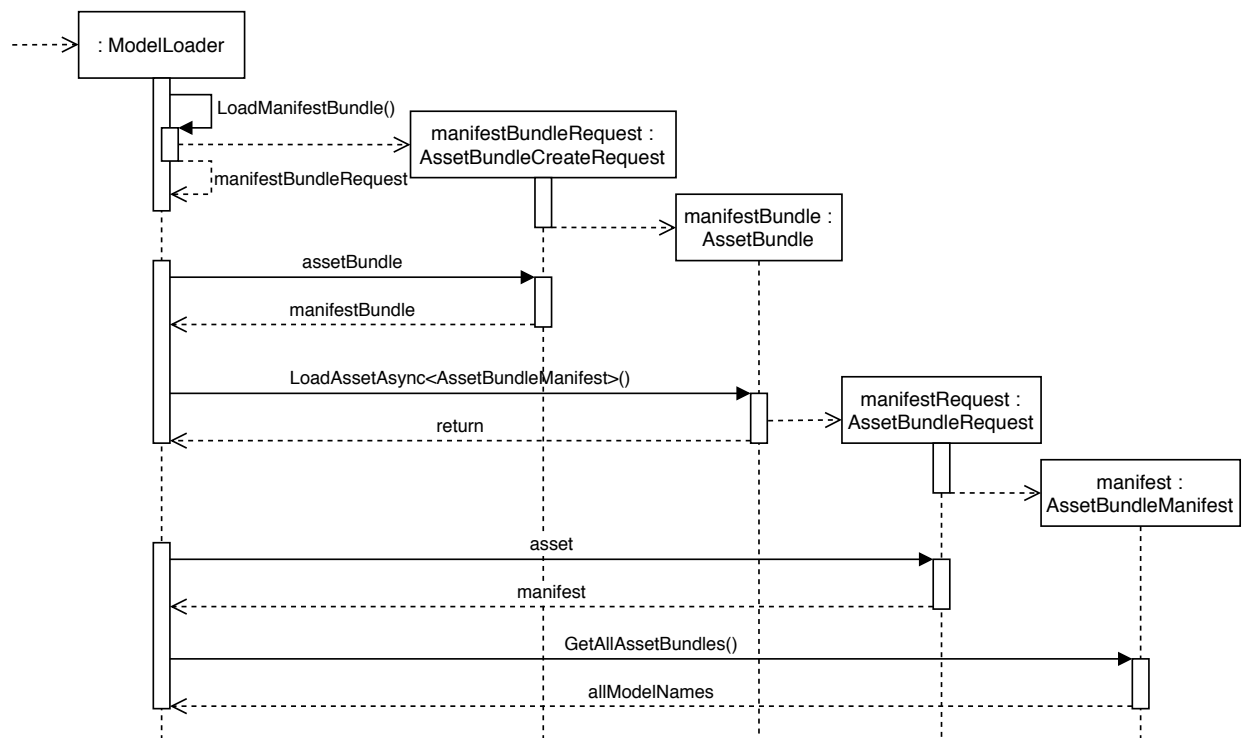 : ModelLoader
LoadManifestBundle()
manifestBundleRequest :
AssetBundleCreateRequest
manifestBundleRequest
manifestBundle :
AssetBundle
assetBundle
manifestBundle
LoadAssetAsync<AssetBundleManifest>()
manifestRequest :
AssetBundleRequest
return
manifest :
AssetBundleManifest
asset
manifest
GetAllAssetBundles()
allModelNames